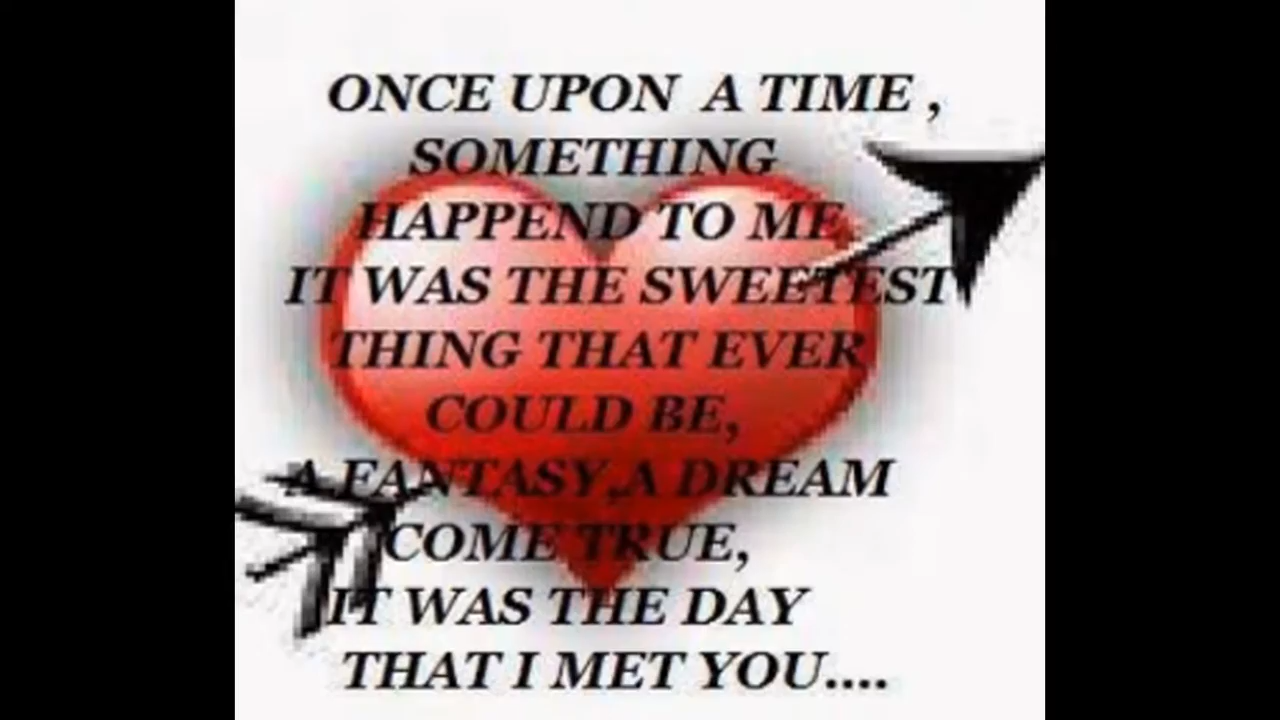 ONCE UPON A TIME ,
SOMETHING
HAPPEND TO ME
IT WAS THE SWEETEST
THING THAT EVER
COULD BE,
A FANTASY,A DREAM
COME TRUE,
IT WAS THE DAY
THAT I MET YOU....